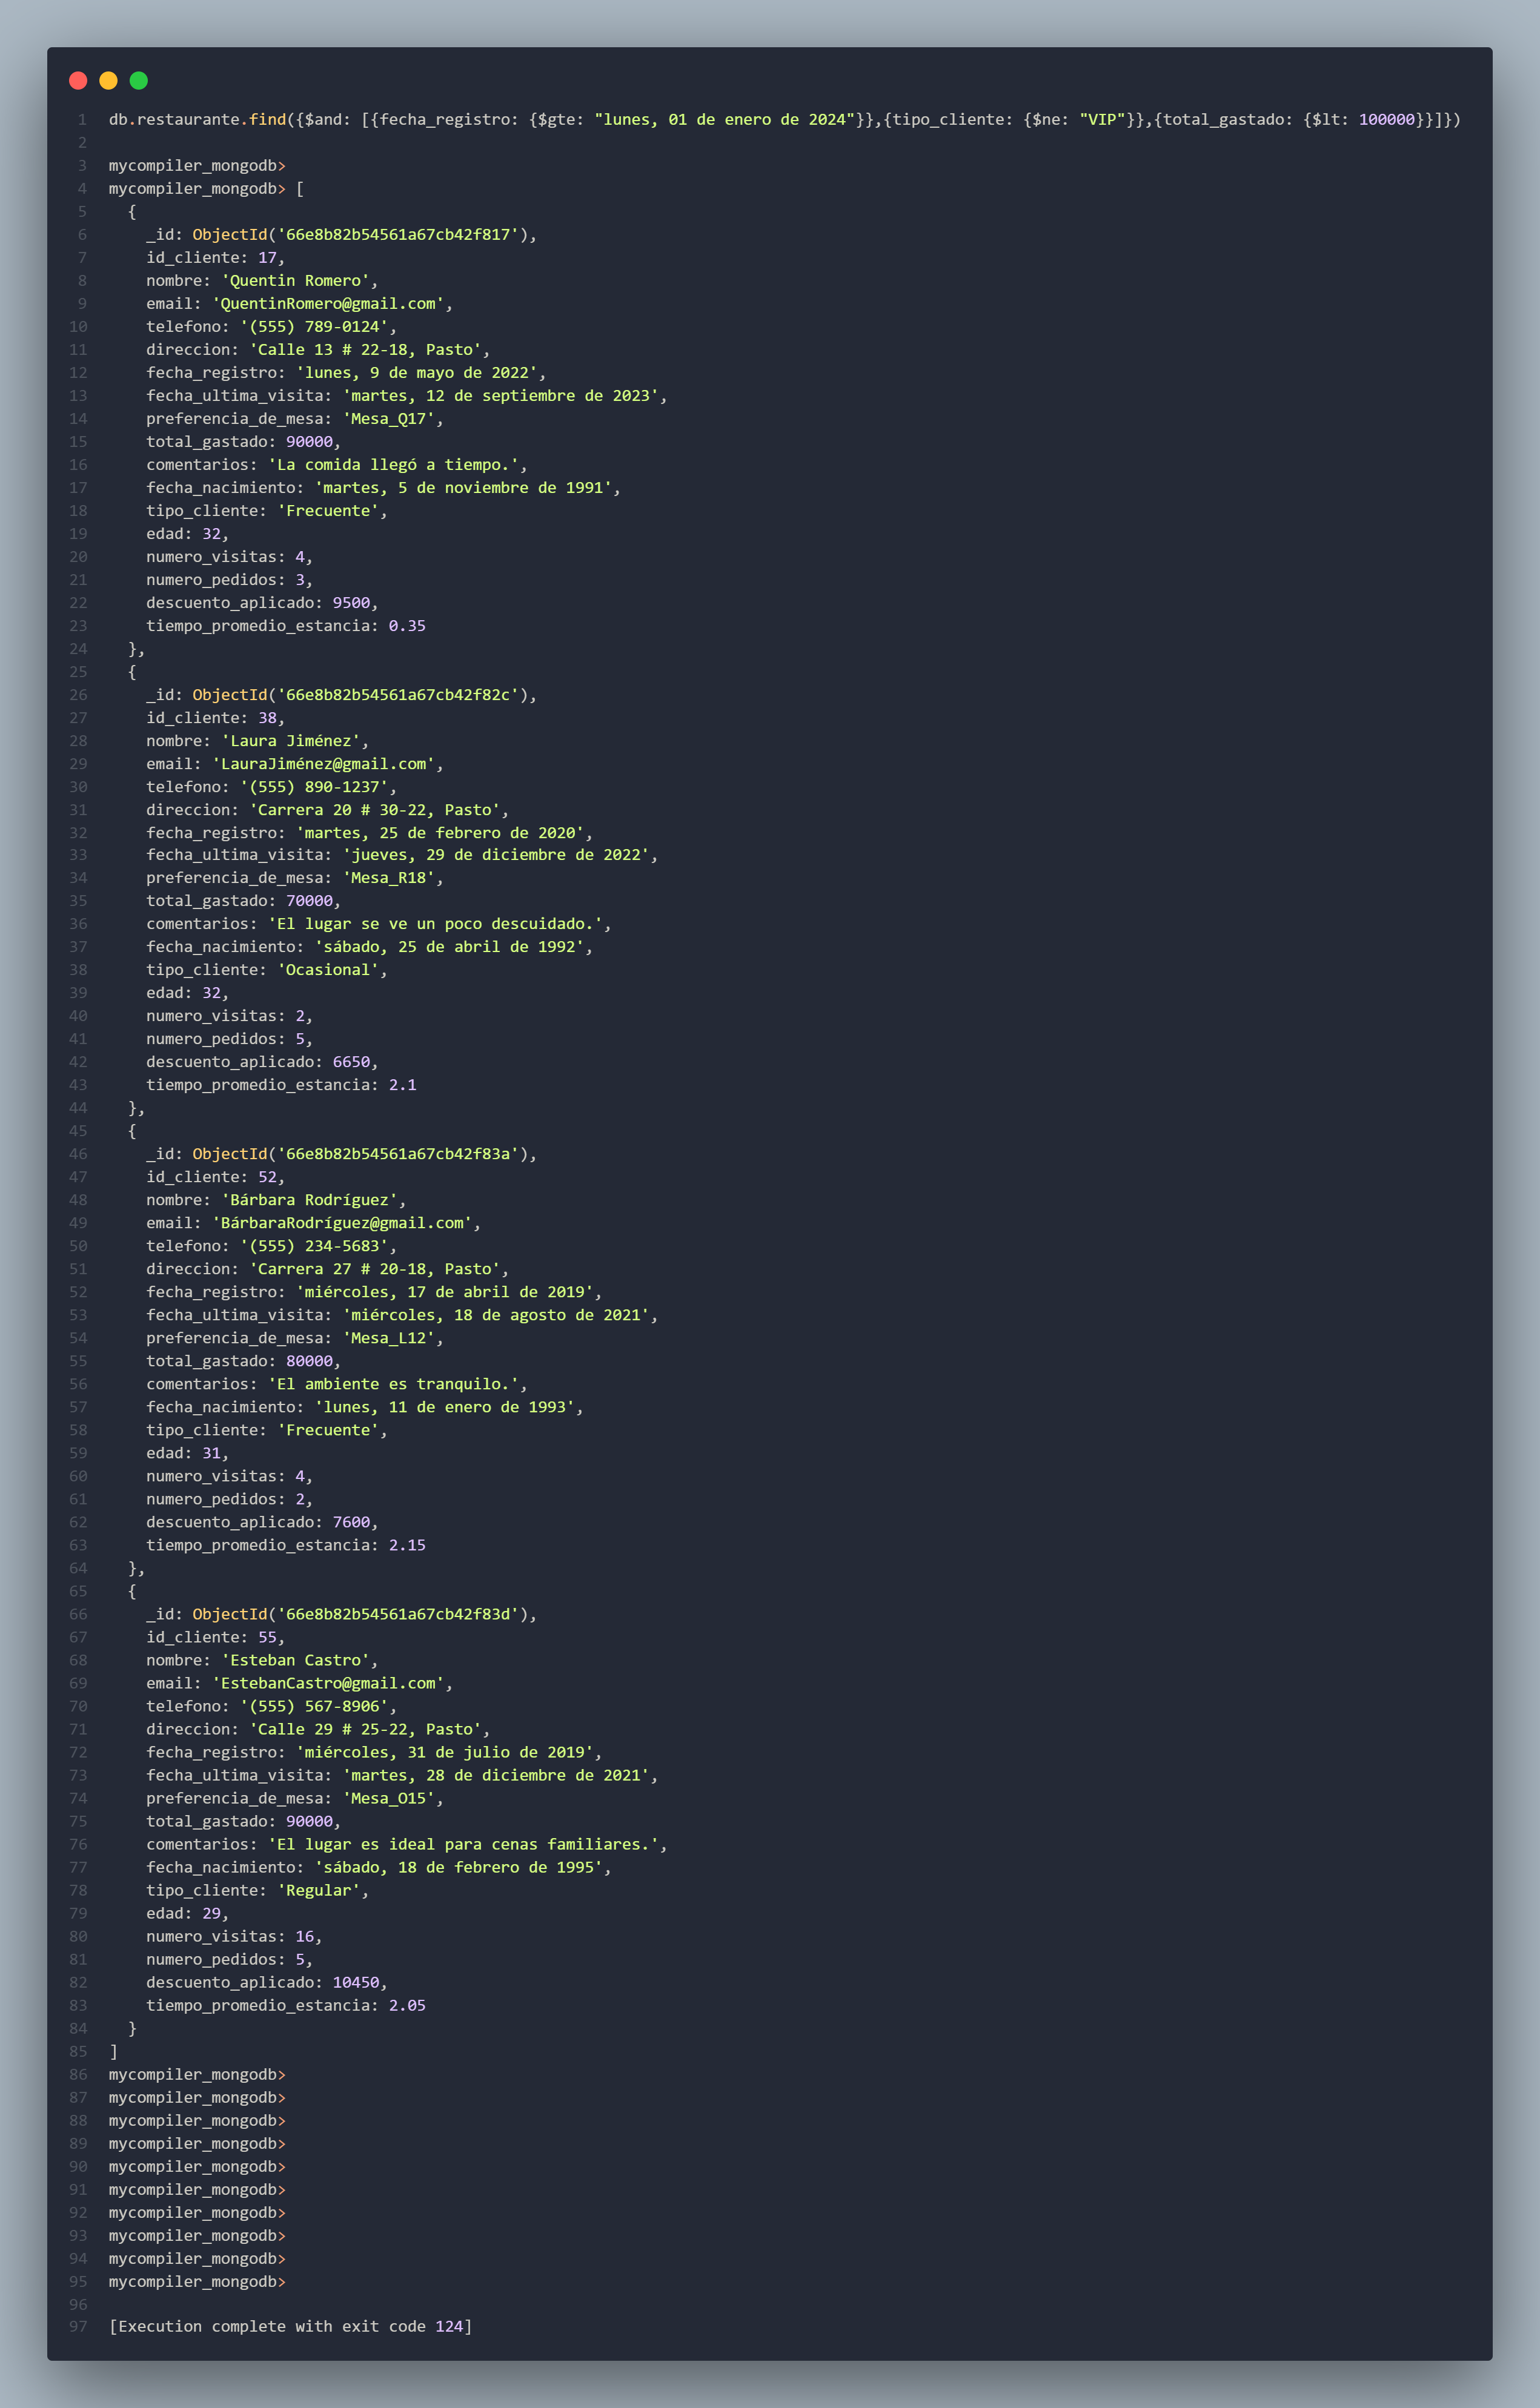 1 db.restaurante.find({$and: [{fecha_registro: {$gte: "lunes, 01 de enero de 2024"}},{tipo_cliente: {$ne: "VIP"}},{total_gastado: {$lt: 100000}}]})
2
3 mycompiler_mongodb>
4 mycompiler_mongodb> [
5 {
6 _id: ObjectId('66e8b82b54561a67cb42f817'),
7 id_cliente: 17,
8 nombre: 'Quentin Romero',
9 email: 'QuentinRomero@gmail.com',
10 telefono: '(555) 789-0124',
11 direccion: 'Calle 13 # 22-18, Pasto',
12 fecha_registro: 'lunes, 9 de mayo de 2022',
13 fecha_ultima_visita: 'martes, 12 de septiembre de 2023',
14 preferencia_de_mesa: 'Mesa_Q17',
15 total_gastado: 90000,
16 comentarios: 'La comida llegó a tiempo.',
17 fecha_nacimiento: 'martes, 5 de noviembre de 1991',
18 tipo_cliente: 'Frecuente',
19 edad: 32,
20 numero_visitas: 4,
21 numero_pedidos: 3,
22 descuento_aplicado: 9500,
23 tiempo_promedio_estancia: 0.35
24 },
25 {
26 _id: ObjectId('66e8b82b54561a67cb42f82c'),
27 id_cliente: 38,
28 nombre: 'Laura Jiménez',
29 email: 'LauraJiménez@gmail.com',
30 telefono: '(555) 890-1237',
31 direccion: 'Carrera 20 # 30-22, Pasto',
32 fecha_registro: 'martes, 25 de febrero de 2020',
33 fecha_ultima_visita: 'jueves, 29 de diciembre de 2022',
34 preferencia_de_mesa: 'Mesa_R18',
35 total_gastado: 70000,
36 comentarios: 'El lugar se ve un poco descuidado.',
37 fecha_nacimiento: 'sábado, 25 de abril de 1992',
38 tipo_cliente: 'Ocasional',
39 edad: 32,
40 numero_visitas: 2,
41 numero_pedidos: 5,
42 descuento_aplicado: 6650,
43 tiempo_promedio_estancia: 2.1
44 },
45 {
46 _id: ObjectId('66e8b82b54561a67cb42f83a'),
47 id_cliente: 52,
48 nombre: 'Bárbara Rodríguez',
49 email: 'BárbaraRodríguez@gmail.com',
50 telefono: '(555) 234-5683',
51 direccion: 'Carrera 27 # 20-18, Pasto',
52 fecha_registro: 'miércoles, 17 de abril de 2019',
53 fecha_ultima_visita: 'miércoles, 18 de agosto de 2021',
54 preferencia_de_mesa: 'Mesa_L12',
55 total_gastado: 80000,
56 comentarios: 'El ambiente es tranquilo.',
57 fecha_nacimiento: 'lunes, 11 de enero de 1993',
58 tipo_cliente: 'Frecuente',
59 edad: 31,
60 numero_visitas: 4,
61 numero_pedidos: 2,
62 descuento_aplicado: 7600,
63 tiempo_promedio_estancia: 2.15
64 },
65 {
66 _id: ObjectId('66e8b82b54561a67cb42f83d'),
67 id_cliente: 55,
68 nombre: 'Esteban Castro',
69 email: 'EstebanCastro@gmail.com',
70 telefono: '(555) 567-8906',
71 direccion: 'Calle 29 # 25-22, Pasto',
72 fecha_registro: 'miércoles, 31 de julio de 2019',
73 fecha_ultima_visita: 'martes, 28 de diciembre de 2021',
74 preferencia_de_mesa: 'Mesa_O15',
75 total_gastado: 90000,
76 comentarios: 'El lugar es ideal para cenas familiares.',
77 fecha_nacimiento: 'sábado, 18 de febrero de 1995',
78 tipo_cliente: 'Regular',
79 edad: 29,
80 numero_visitas: 16,
81 numero_pedidos: 5,
82 descuento_aplicado: 10450,
83 tiempo_promedio_estancia: 2.05
84 }
85 ]
86 mycompiler_mongodb>
87 mycompiler_mongodb>
88 mycompiler_mongodb>
89 mycompiler_mongodb>
90 mycompiler_mongodb>
91 mycompiler_mongodb>
92 mycompiler_mongodb>
93 mycompiler_mongodb>
94 mycompiler_mongodb>
95 mycompiler_mongodb>
96
97 [Execution complete with exit code 124]